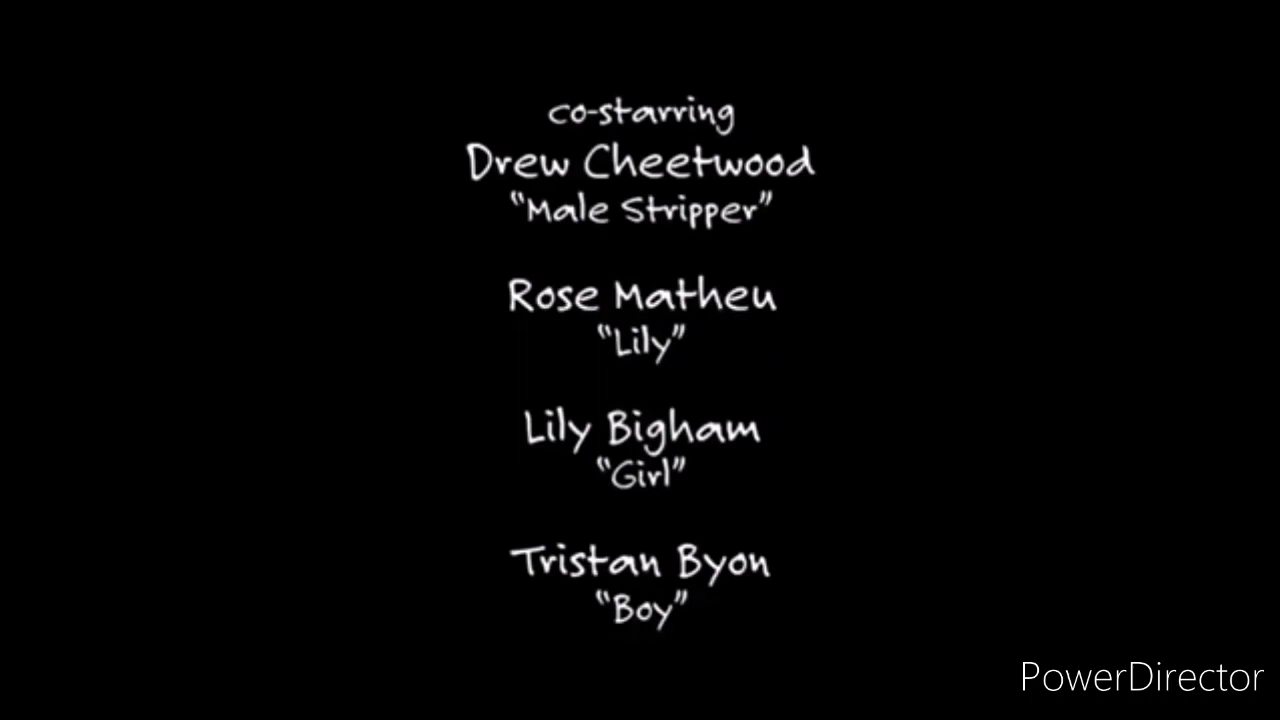 co-starring
Drew Cheetwood
"Male Stripper"
Rose Matheu
"Lily"
Lily Bigham
"Girl"
Tristan Byon
"Boy"
PowerDirector